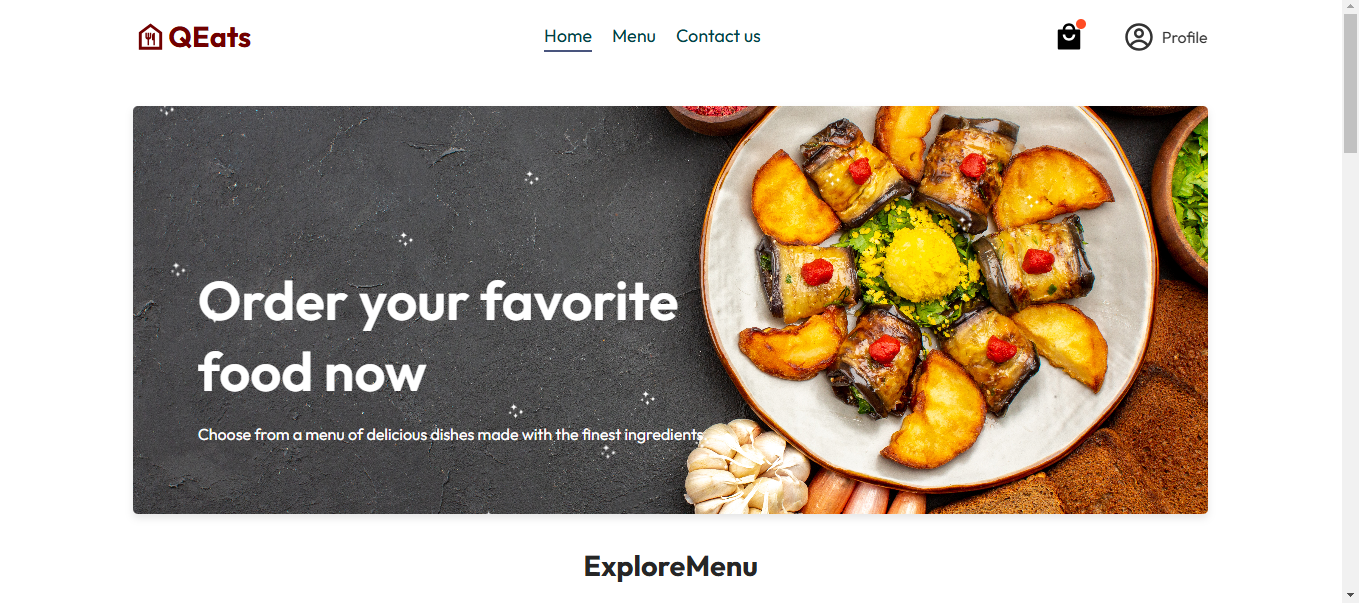 QEats
Home Menu Contact us
Profile
Order your favorite
food now
Choose from a menu of delicious dishes made with the finest ingredients
ExploreMenu